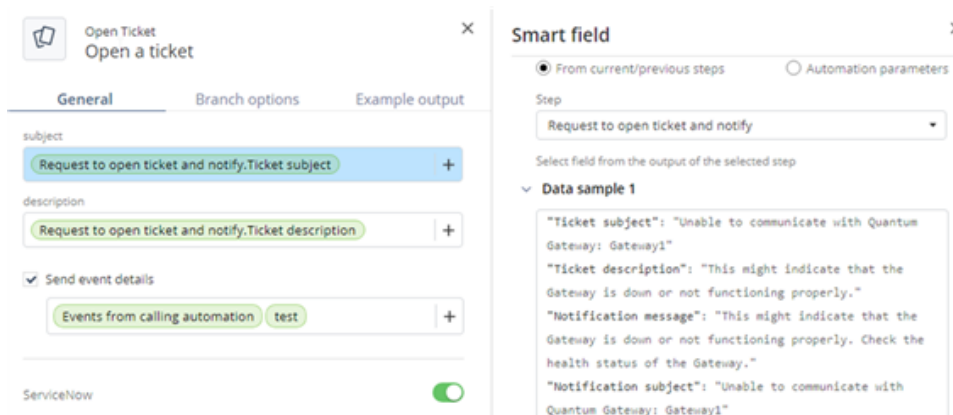 Open Ticket
Open a ticket
General Branch options Example output
subject
Request to open ticket and notify.Ticket subject +
description
Request to open ticket and notify.Ticket description +
Send event details
Events from calling automation test +
ServiceNow
Smart field
From current/previous steps Automation parameters
Step
Request to open ticket and notify
Select field from the output of the selected step
Data sample 1
"Ticket subject": "Unable to communicate with Quantum
Gateway: Gateway1"
"Ticket description": "This might indicate that the
Gateway is down or not functioning properly."
"Notification message": "This might indicate that the
Gateway is down or not functioning properly. Check the
health status of the Gateway."
"Notification subject": "Unable to communicate with
Quantum Gateway: Gateway1"